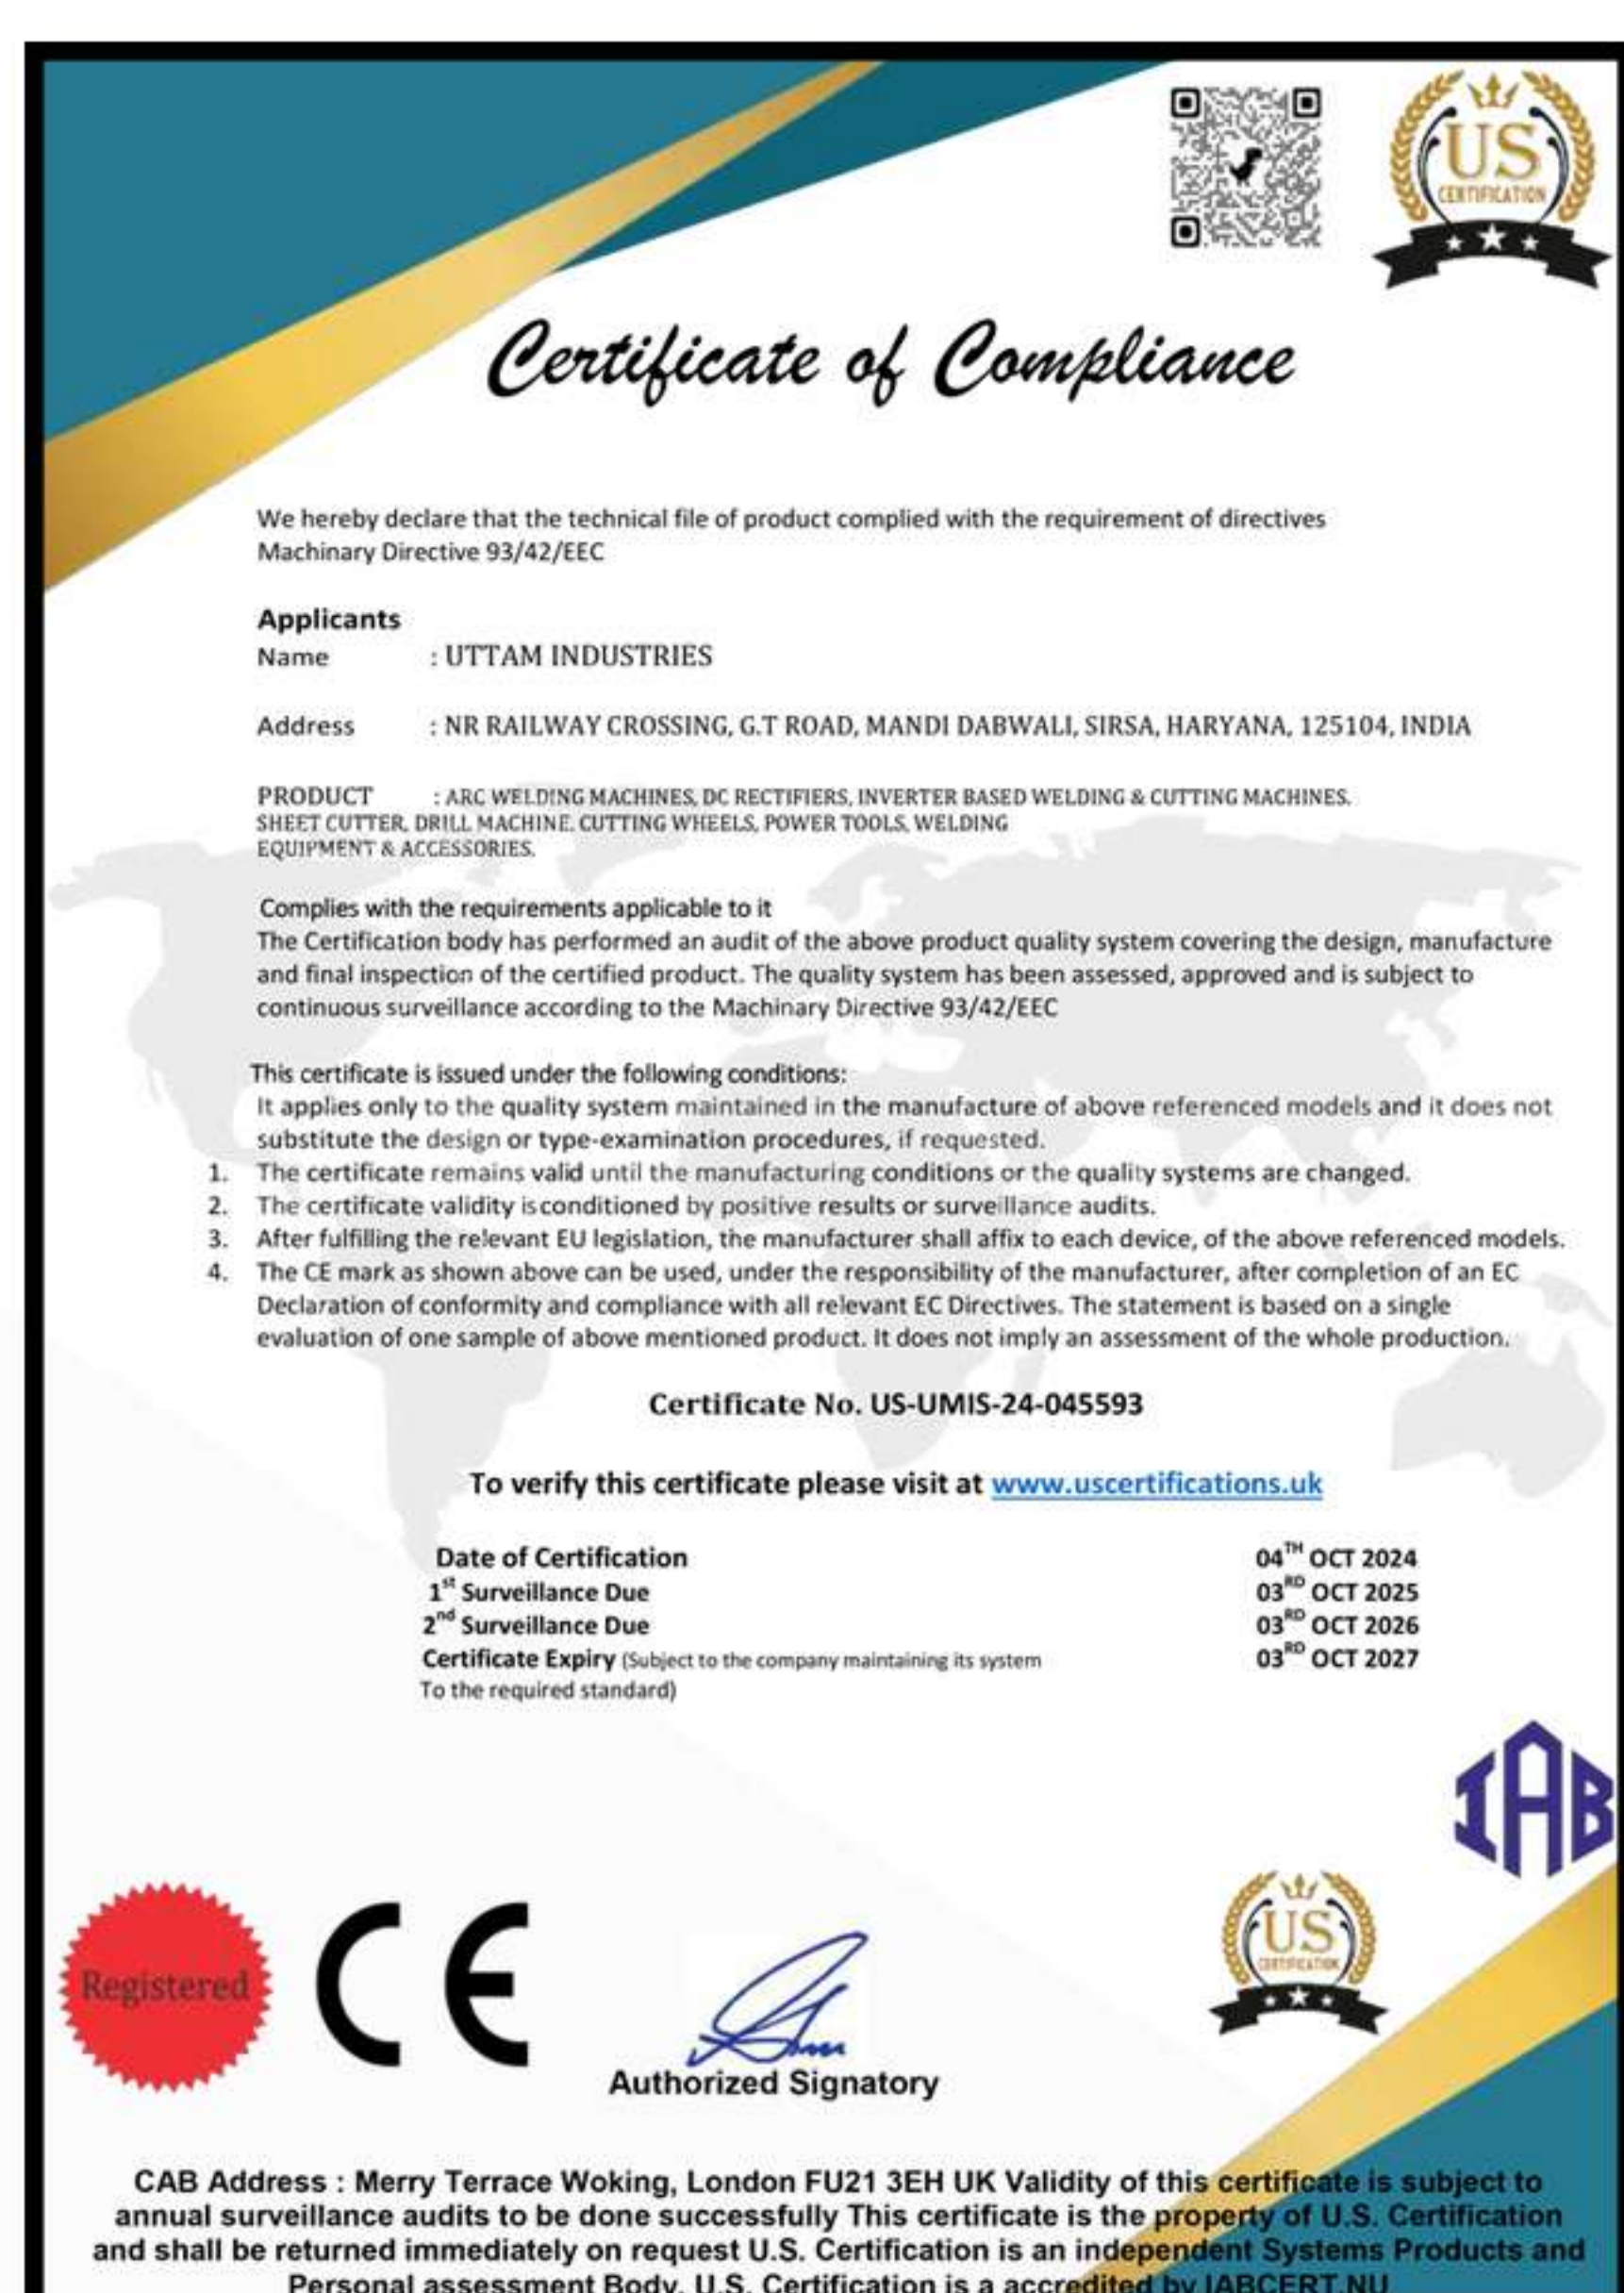 US
CERTIFICATION
Certificate of Compliance
We hereby declare that the technical file of product complied with the requirement of directives
Machinary Directive 93/42/EEC
Applicants
Name : UTTAM INDUSTRIES
Address : NR RAILWAY CROSSING, G.T ROAD, MANDI DABWALI, SIRSA, HARYANA, 125104, INDIA
PRODUCT : ARC WELDING MACHINES, DC RECTIFIERS, INVERTER BASED WELDING & CUTTING MACHINES.
SHEET CUTTER, DRILL MACHINE. CUTTING WHEELS, POWER TOOLS, WELDING
EQUIPMENT & ACCESSORIES.
Complies with the requirements applicable to it
The Certification body has performed an audit of the above product quality system covering the design, manufacture
and final inspection of the certified product. The quality system has been assessed, approved and is subject to
continuous surveillance according to the Machinary Directive 93/42/EEC
This certificate is issued under the following conditions:
It applies only to the quality system maintained in the manufacture of above referenced models and it does not
substitute the design or type-examination procedures, if requested.
1. The certificate remains valid until the manufacturing conditions or the quality systems are changed.
2. The certificate validity is conditioned by positive results or surveillance audits.
3. After fulfilling the relevant EU legislation, the manufacturer shall affix to each device, of the above referenced models.
4. The CE mark as shown above can be used, under the responsibility of the manufacturer, after completion of an EC
Declaration of conformity and compliance with all relevant EC Directives. The statement is based on a single
evaluation of one sample of above mentioned product. It does not imply an assessment of the whole production.
Certificate No. US-UMIS-24-045593
To verify this certificate please visit at www.uscertifications.uk
Date of Certification 04TH OCT 2024
1st Surveillance Due 03RD OCT 2025
2nd Surveillance Due 03RD OCT 2026
Certificate Expiry (Subject to the company maintaining its system 03RD OCT 2027
To the required standard)
IAB
Registered
CE
US
CERTIFICATION
Authorized Signatory
CAB Address : Merry Terrace Woking, London FU21 3EH UK Validity of this certificate is subject to
annual surveillance audits to be done successfully This certificate is the property of U.S. Certification
and shall be returned immediately on request U.S. Certification is an independent Systems Products and
Personal assessment Body. U.S. Certification is a accredited by IABCERT.NU